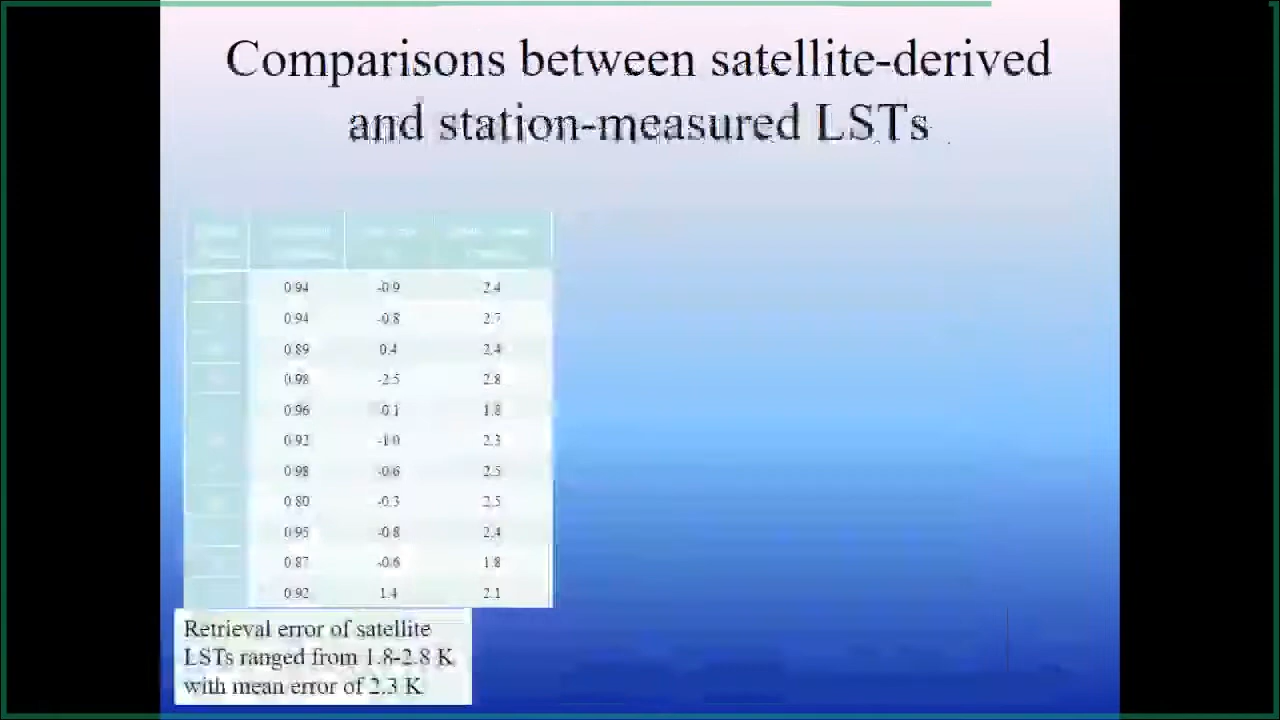 Comparisons between satellite-derived
and station-measured LSTs
0.94 -0.9 2.4
0.94 -0.8 2.7
0.89 0.4 2.4
0.98 -2.5 2.8
0.96 -0.1 1.8
0.92 -1.0 2.3
0.98 -0.6 2.5
0.80 -0.3 2.5
0.95 -0.8 2.4
0.87 -0.6 1.8
0.92 1.4 2.1
Retrieval error of satellite
LSTs ranged from 1.8-2.8 K
with mean error of 2.3 K